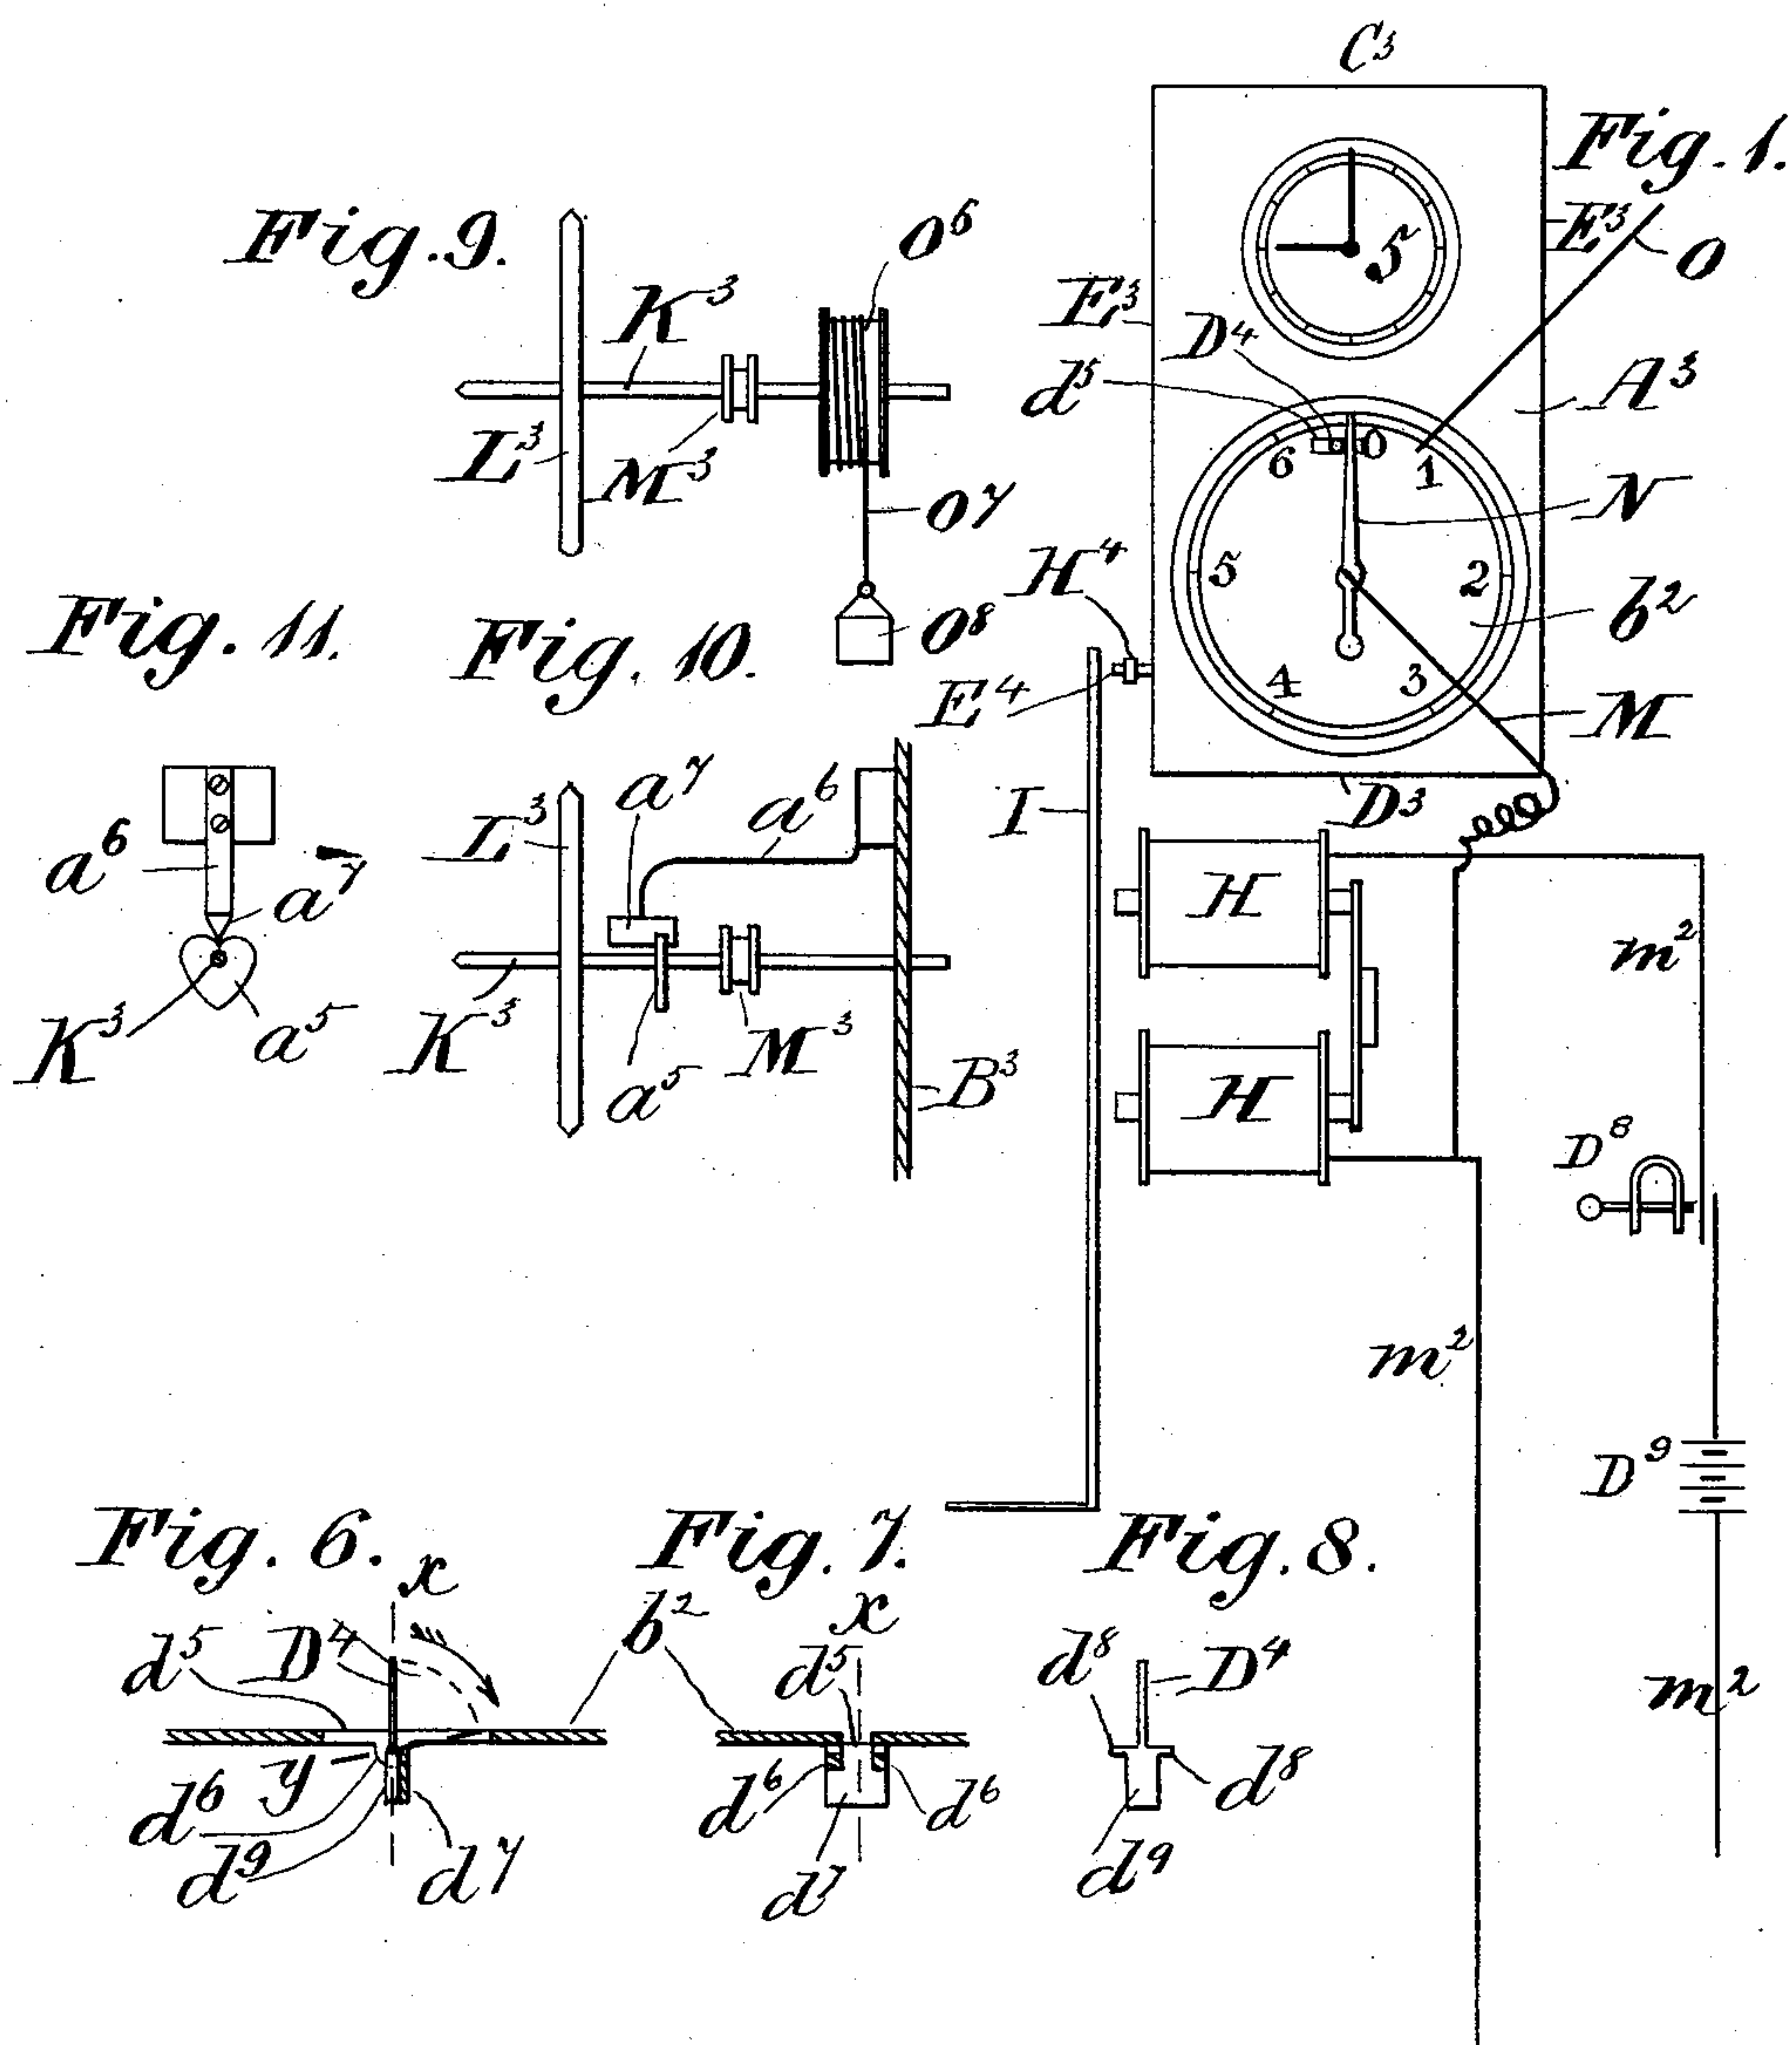 C³
Fig. 1.
E³
O
E³
D⁴
d⁵
5
A³
0
6
1
N
5
2
H⁴
b²
4
3
E⁴
M
I
D³
H
m²
H
D⁸
m²
D⁹
m²
Fig. 9.
O⁶
K³
L³
M³
O⁷
O⁸
Fig. 11.
a⁶
a⁷
K³
a⁵
Fig. 10.
a⁷
a⁶
L³
K³
a⁵
M³
B³
Fig. 6.
x
d⁵
D⁴
y
d⁶
d⁹
d⁷
Fig. 7.
x
b²
d⁵
d⁶
d⁶
d⁷
Fig. 8.
d⁸
D⁴
d⁸
d⁹